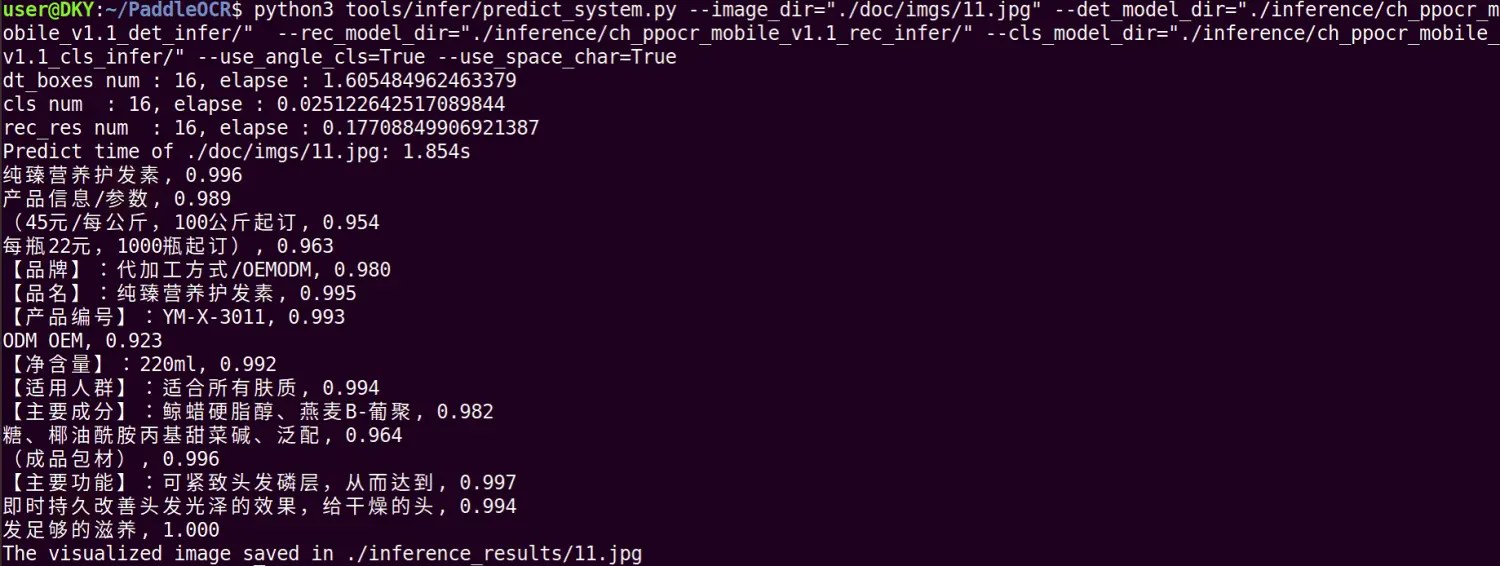 user@DKY:~/PaddleOCR$ python3 tools/infer/predict_system.py --image_dir="./doc/imgs/11.jpg" --det_model_dir="./inference/ch_ppocr_m
obile_v1.1_det_infer/"  --rec_model_dir="./inference/ch_ppocr_mobile_v1.1_rec_infer/" --cls_model_dir="./inference/ch_ppocr_mobile_
v1.1_cls_infer/" --use_angle_cls=True --use_space_char=True
dt_boxes num : 16, elapse : 1.605484962463379
cls num  : 16, elapse : 0.025122642517089844
rec_res num  : 16, elapse : 0.17708849906921387
Predict time of ./doc/imgs/11.jpg: 1.854s
纯臻营养护发素, 0.996
产品信息/参数, 0.989
（45元/每公斤，100公斤起订, 0.954
每瓶22元，1000瓶起订）, 0.963
【品牌】：代加工方式/OEMODM, 0.980
【品名】：纯臻营养护发素, 0.995
【产品编号】：YM-X-3011, 0.993
ODM OEM, 0.923
【净含量】：220ml, 0.992
【适用人群】：适合所有肤质, 0.994
【主要成分】：鲸蜡硬脂醇、燕麦B-葡聚, 0.982
糖、椰油酰胺丙基甜菜碱、泛配, 0.964
（成品包材）, 0.996
【主要功能】：可紧致头发磷层，从而达到, 0.997
即时持久改善头发光泽的效果，给干燥的头, 0.994
发足够的滋养, 1.000
The visualized image saved in ./inference_results/11.jpg